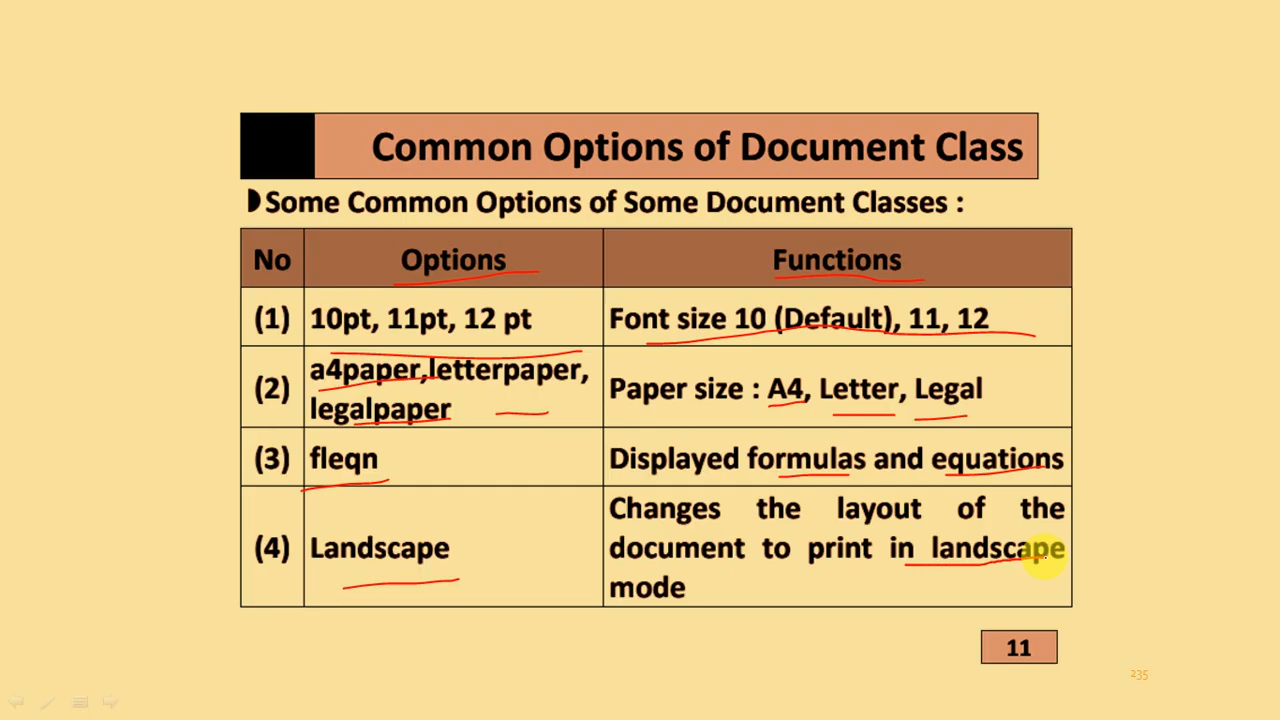 Common Options of Document Class
Some Common Options of Some Document Classes :
No Options Functions
(1) 10pt, 11pt, 12 pt Font size 10 (Default), 11, 12
(2) a4paper,letterpaper,
legalpaper Paper size : A4, Letter, Legal
(3) fleqn Displayed formulas and equations
(4) Landscape Changes the layout of the
document to print in landscape
mode
11
235